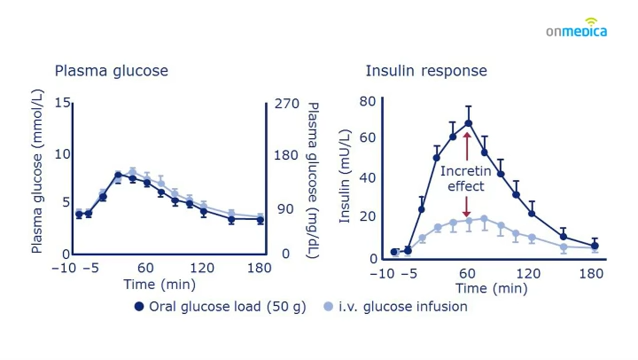 onmedica
Plasma glucose
Insulin response
Plasma glucose (mmol/L)
15
10
5
0
270
180
90
0
Plasma glucose (mg/dL)
−10 −5 60 120 180
Time (min)
Insulin (mU/L)
80
60
40
20
0
Incretin
effect
−10 −5 60 120 180
Time (min)
Oral glucose load (50 g) i.v. glucose infusion